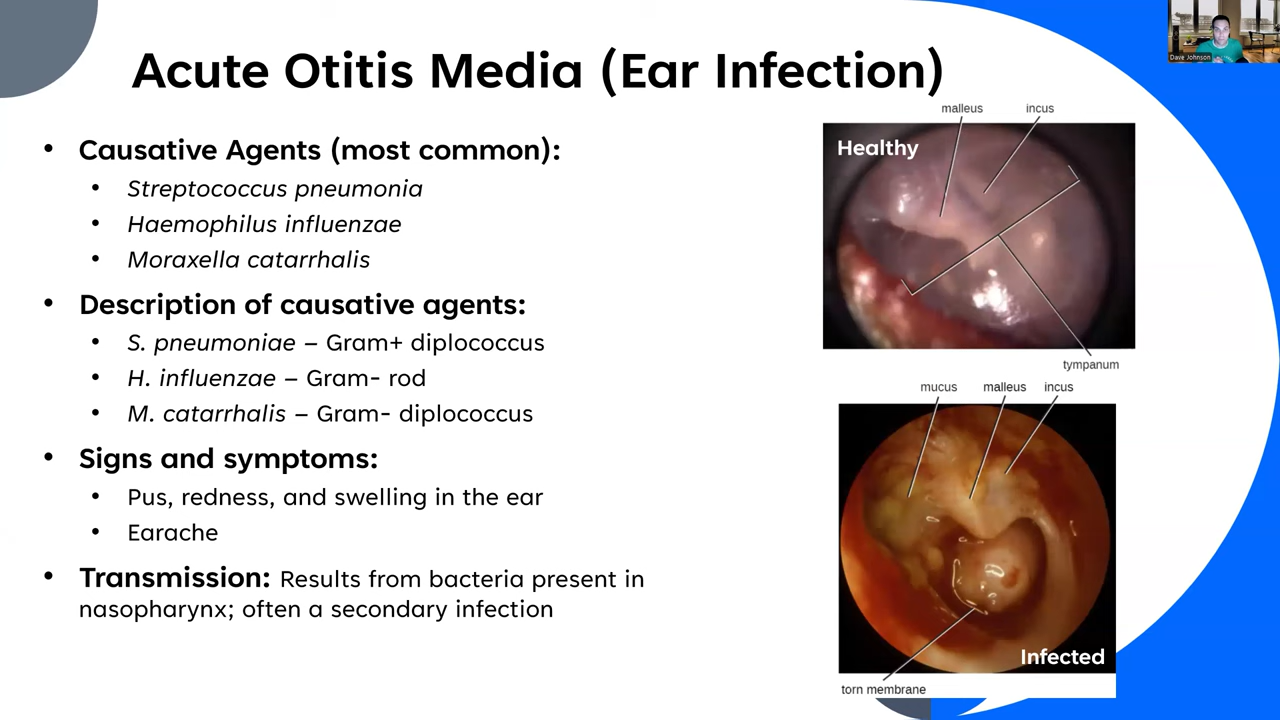 Acute Otitis Media (Ear Infection)
• Causative Agents (most common):
• Streptococcus pneumonia
• Haemophilus influenzae
• Moraxella catarrhalis
• Description of causative agents:
• S. pneumoniae – Gram+ diplococcus
• H. influenzae – Gram- rod
• M. catarrhalis – Gram- diplococcus
• Signs and symptoms:
• Pus, redness, and swelling in the ear
• Earache
• Transmission: Results from bacteria present in
nasopharynx; often a secondary infection
malleus incus
Healthy
tympanum
mucus malleus incus
Infected
torn membrane
Dave Johnson